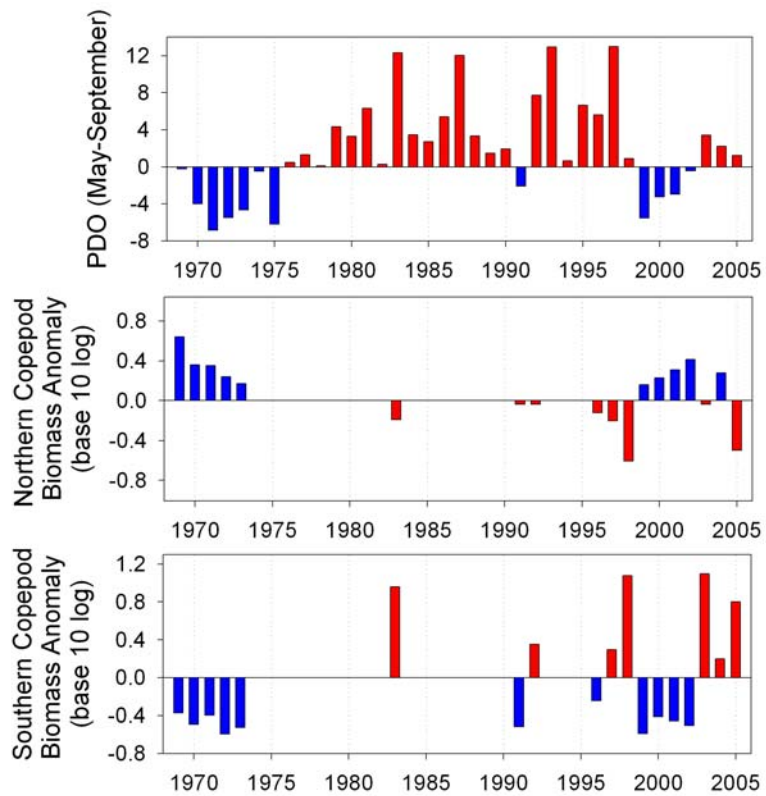 PDO (May-September)
12
8
4
0
-4
-8
1970 1975 1980 1985 1990 1995 2000 2005
Northern Copepod
Biomass Anomaly
(base 10 log)
0.8
0.4
0.0
-0.4
-0.8
1970 1975 1980 1985 1990 1995 2000 2005
Southern Copepod
Biomass Anomaly
(base 10 log)
1.2
0.8
0.4
0.0
-0.4
-0.8
1970 1975 1980 1985 1990 1995 2000 2005